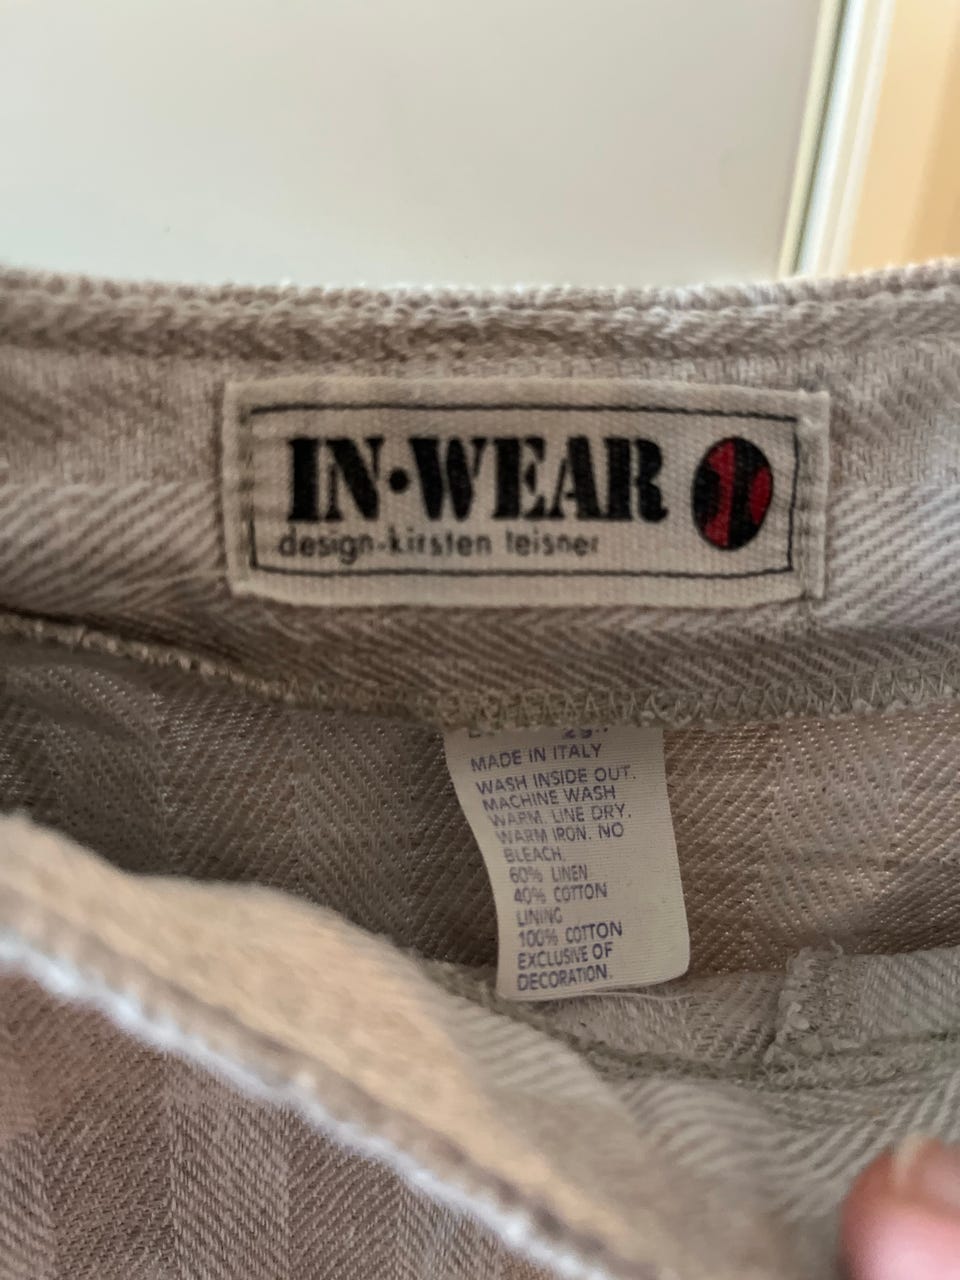 IN•WEAR
design-kirsten teisner
MADE IN ITALY
WASH INSIDE OUT.
MACHINE WASH
WARM. LINE DRY.
WARM IRON. NO
BLEACH.
60% LINEN
40% COTTON
LINING
100% COTTON
EXCLUSIVE OF
DECORATION.